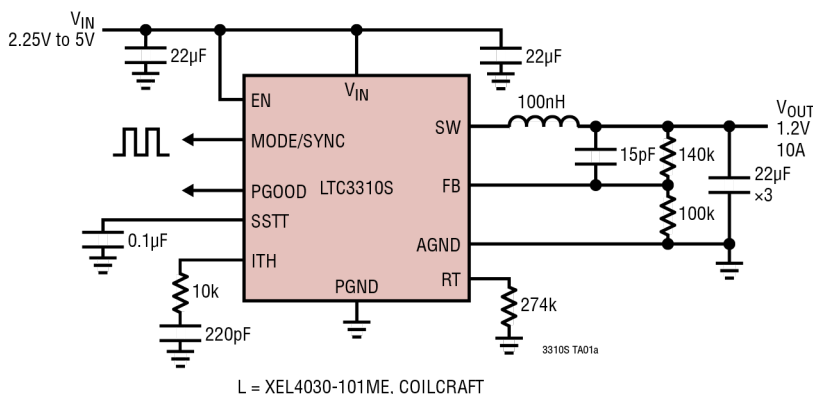 VIN
2.25V to 5V
22µF
22µF
VIN
EN
MODE/SYNC
PGOOD
LTC3310S
SSTT
0.1µF
ITH
10k
220pF
PGND
SW
FB
AGND
RT
100nH
15pF
140k
100k
VOUT
1.2V
10A
22µF
×3
274k
3310S TA01a
L = XEL4030-101ME, COILCRAFT